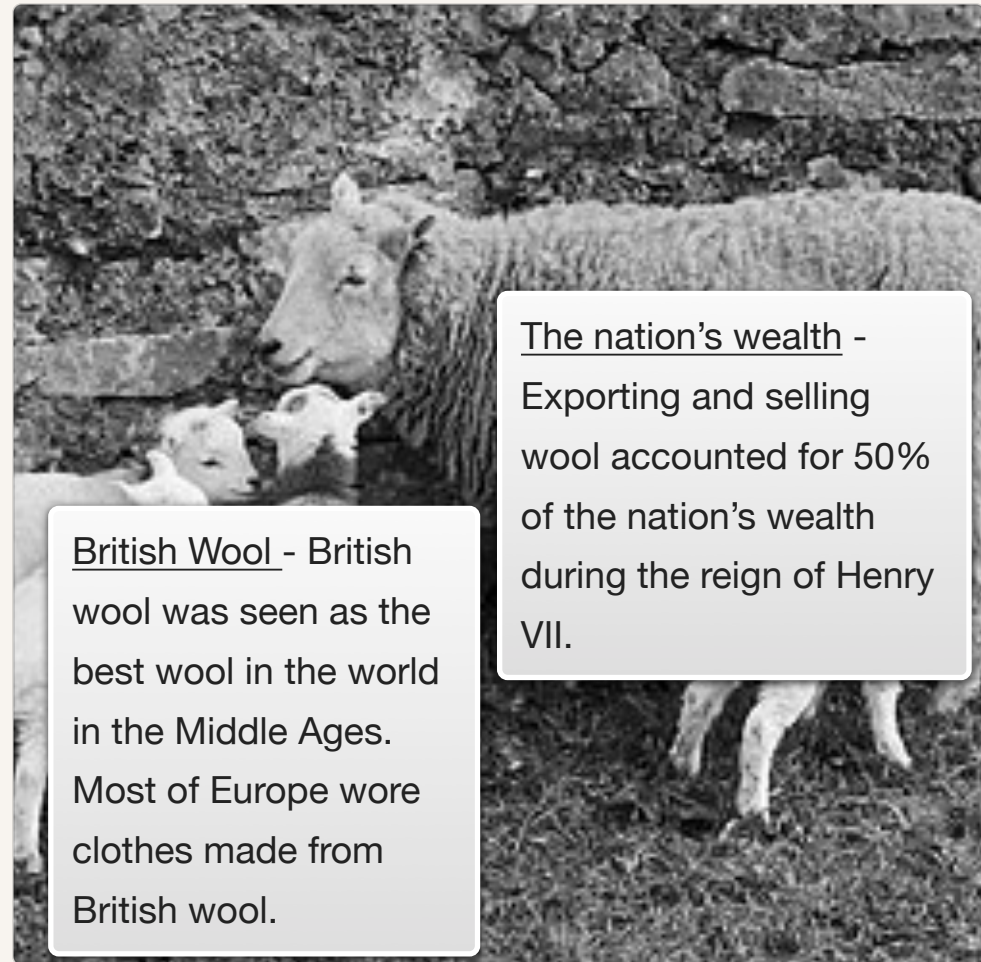 British Wool - British
wool was seen as the
best wool in the world
in the Middle Ages.
Most of Europe wore
clothes made from
British wool.
The nation’s wealth -
Exporting and selling
wool accounted for 50%
of the nation’s wealth
during the reign of Henry
VII.